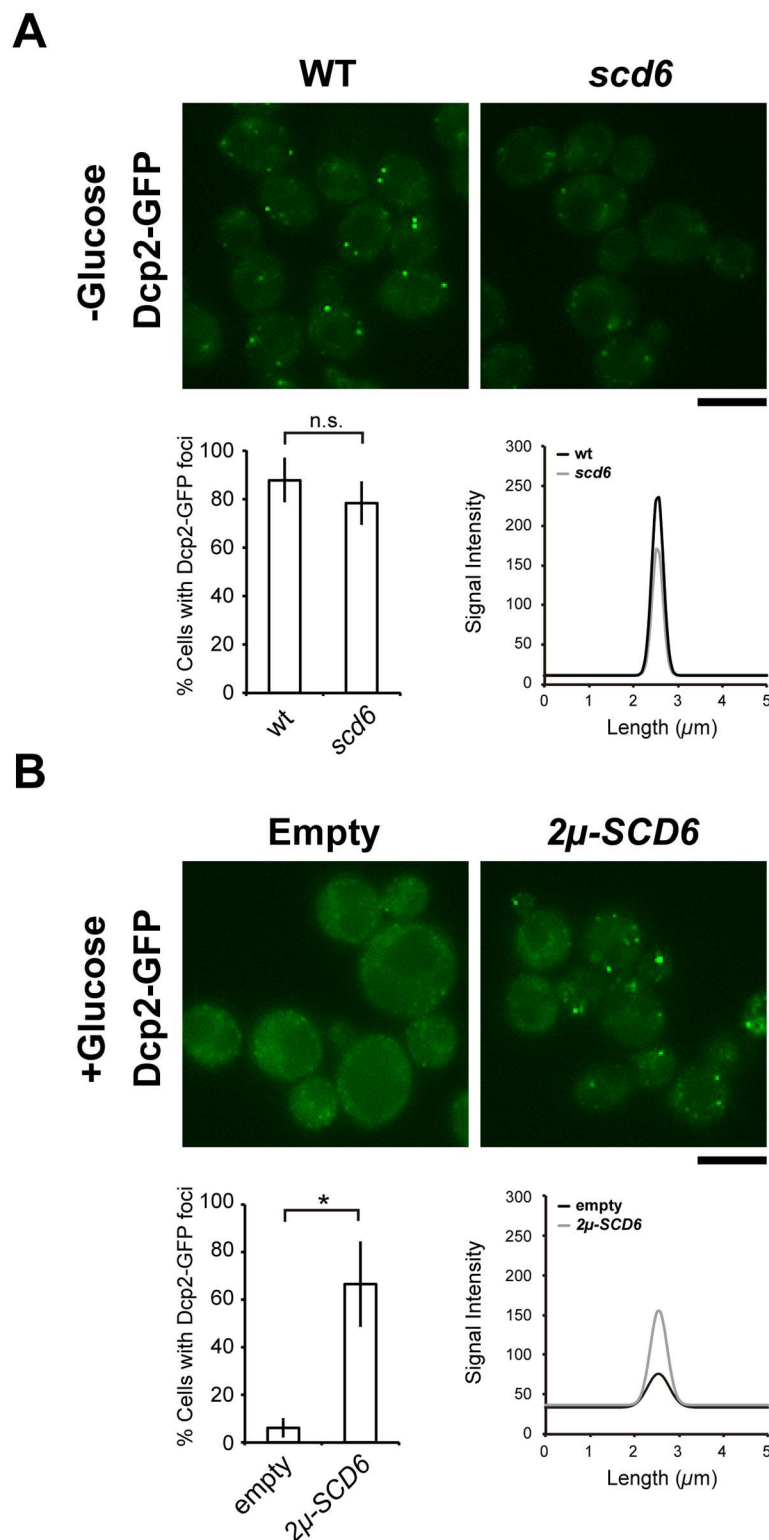 A
WT
scd6
-Glucose
Dcp2-GFP
n.s.
% Cells with Dcp2-GFP foci
100
80
60
40
20
0
wt
scd6
wt
scd6
Signal Intensity
300
250
200
150
100
50
0
0 1 2 3 4 5
Length (µm)
B
Empty
2µ-SCD6
+Glucose
Dcp2-GFP
*
% Cells with Dcp2-GFP foci
100
80
60
40
20
0
empty
2µ-SCD6
empty
2µ-SCD6
Signal Intensity
300
250
200
150
100
50
0
0 1 2 3 4 5
Length (µm)